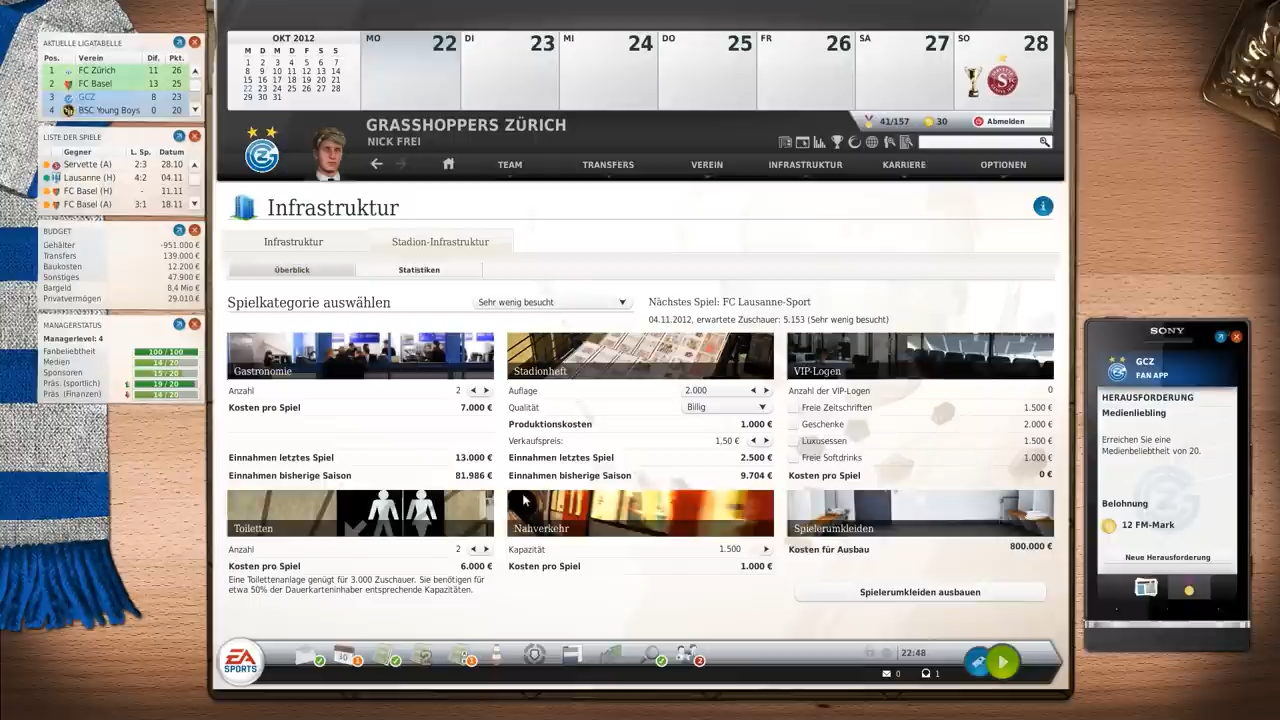 AKTUELLE LIGATABELLE
Pos. Verein Dif. Pkt.
1 FC Zürich 11 26
2 FC Basel 13 25
3 GCZ 8 23
4 BSC Young Boys 0 20
LISTE DER SPIELE
Gegner L. Sp. Datum
Servette (A) 2:3 28.10
Lausanne (H) 4:2 04.11
FC Basel (H) - 11.11
FC Basel (A) 3:1 18.11
BUDGET
Gehälter -951.000 €
Transfers 139.000 €
Baukosten 12.200 €
Sonstiges 47.900 €
Bargeld 8,4 Mio €
Privatvermögen 29.010 €
MANAGERSTATUS
Managerlevel: 4
Fanbeliebtheit 100 / 100
Medien 14 / 20
Sponsoren 15 / 20
Präs. (sportlich) 19 / 20
Präs. (Finanzen) 14 / 20
OKT 2012
M D M D F S S
1 2 3 4 5 6 7
8 9 10 11 12 13 14
15 16 17 18 19 20 21
22 23 24 25 26 27 28
29 30 31
MO 22
DI 23
MI 24
DO 25
FR 26
SA 27
SO 28
GRASSHOPPERS ZÜRICH
NICK FREI
41/157 30 Abmelden
TEAM TRANSFERS VEREIN INFRASTRUKTUR KARRIERE OPTIONEN
Infrastruktur
Infrastruktur Stadion-Infrastruktur
Überblick Statistiken
Spielkategorie auswählen
Sehr wenig besucht
Nächstes Spiel: FC Lausanne-Sport
04.11.2012, erwartete Zuschauer: 5.153 (Sehr wenig besucht)
Gastronomie
Anzahl 2
Kosten pro Spiel 7.000 €
Einnahmen letztes Spiel 13.000 €
Einnahmen bisherige Saison 81.986 €
Stadionheft
Auflage 2.000
Qualität Billig
Produktionskosten 1.000 €
Verkaufspreis: 1,50 €
Einnahmen letztes Spiel 2.500 €
Einnahmen bisherige Saison 9.704 €
VIP-Logen
Anzahl der VIP-Logen 0
Freie Zeitschriften 1.500 €
Geschenke 2.000 €
Luxusessen 1.500 €
Freie Softdrinks 1.000 €
Kosten pro Spiel 0 €
Toiletten
Anzahl 2
Kosten pro Spiel 6.000 €
Eine Toilettenanlage genügt für 3.000 Zuschauer. Sie benötigen für
etwa 50% der Dauerkarteninhaber entsprechende Kapazitäten.
Nahverkehr
Kapazität 1.500
Kosten pro Spiel 1.000 €
Spielerumkleiden
Kosten für Ausbau 800.000 €
Spielerumkleiden ausbauen
EA
SPORTS
22:48
0 1
SONY
GCZ
FAN APP
HERAUSFORDERUNG
Medienliebling
Erreichen Sie eine
Medienbeliebtheit von 20.
Belohnung
12 FM-Mark
Neue Herausforderung